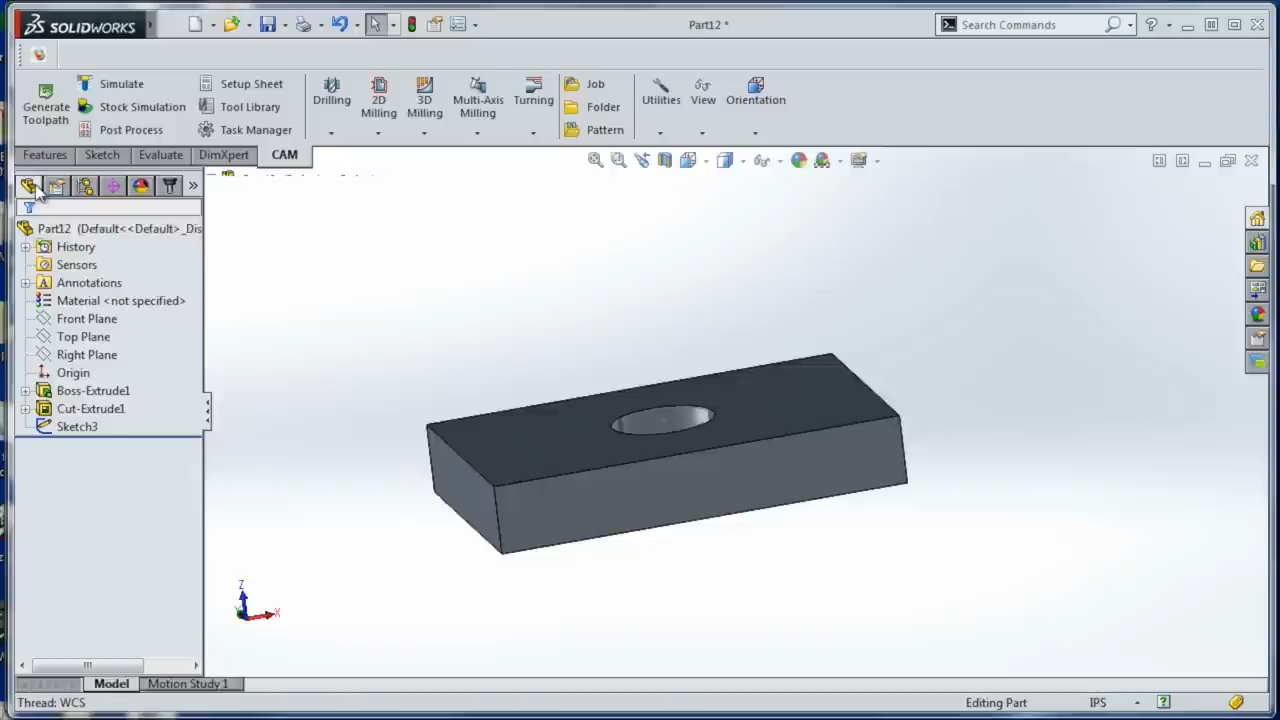 SOLIDWORKS
Part12 *
Search Commands
Generate Toolpath
Simulate
Stock Simulation
Post Process
Setup Sheet
Tool Library
Task Manager
Drilling
2D Milling
3D Milling
Multi-Axis Milling
Turning
Job
Folder
Pattern
Utilities
View
Orientation
Features Sketch Evaluate DimXpert CAM
Part12 (Default<<Default>_Dis
History
Sensors
Annotations
Material <not specified>
Front Plane
Top Plane
Right Plane
Origin
Boss-Extrude1
Cut-Extrude1
Sketch3
Z
X
Model Motion Study 1
Thread: WCS Editing Part IPS